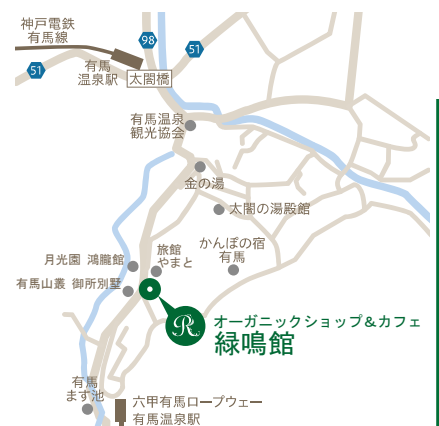 神戸電鉄
有馬線
98
51
51
有馬
温泉駅
太閤橋
有馬温泉
観光協会
金の湯
太閤の湯殿館
かんぽの宿
有馬
旅館
やまと
月光園 鴻朧館
有馬山叢 御所別墅
R
オーガニックショップ&カフェ
緑鳴館
有馬
ます池
六甲有馬ロープウェー
有馬温泉駅